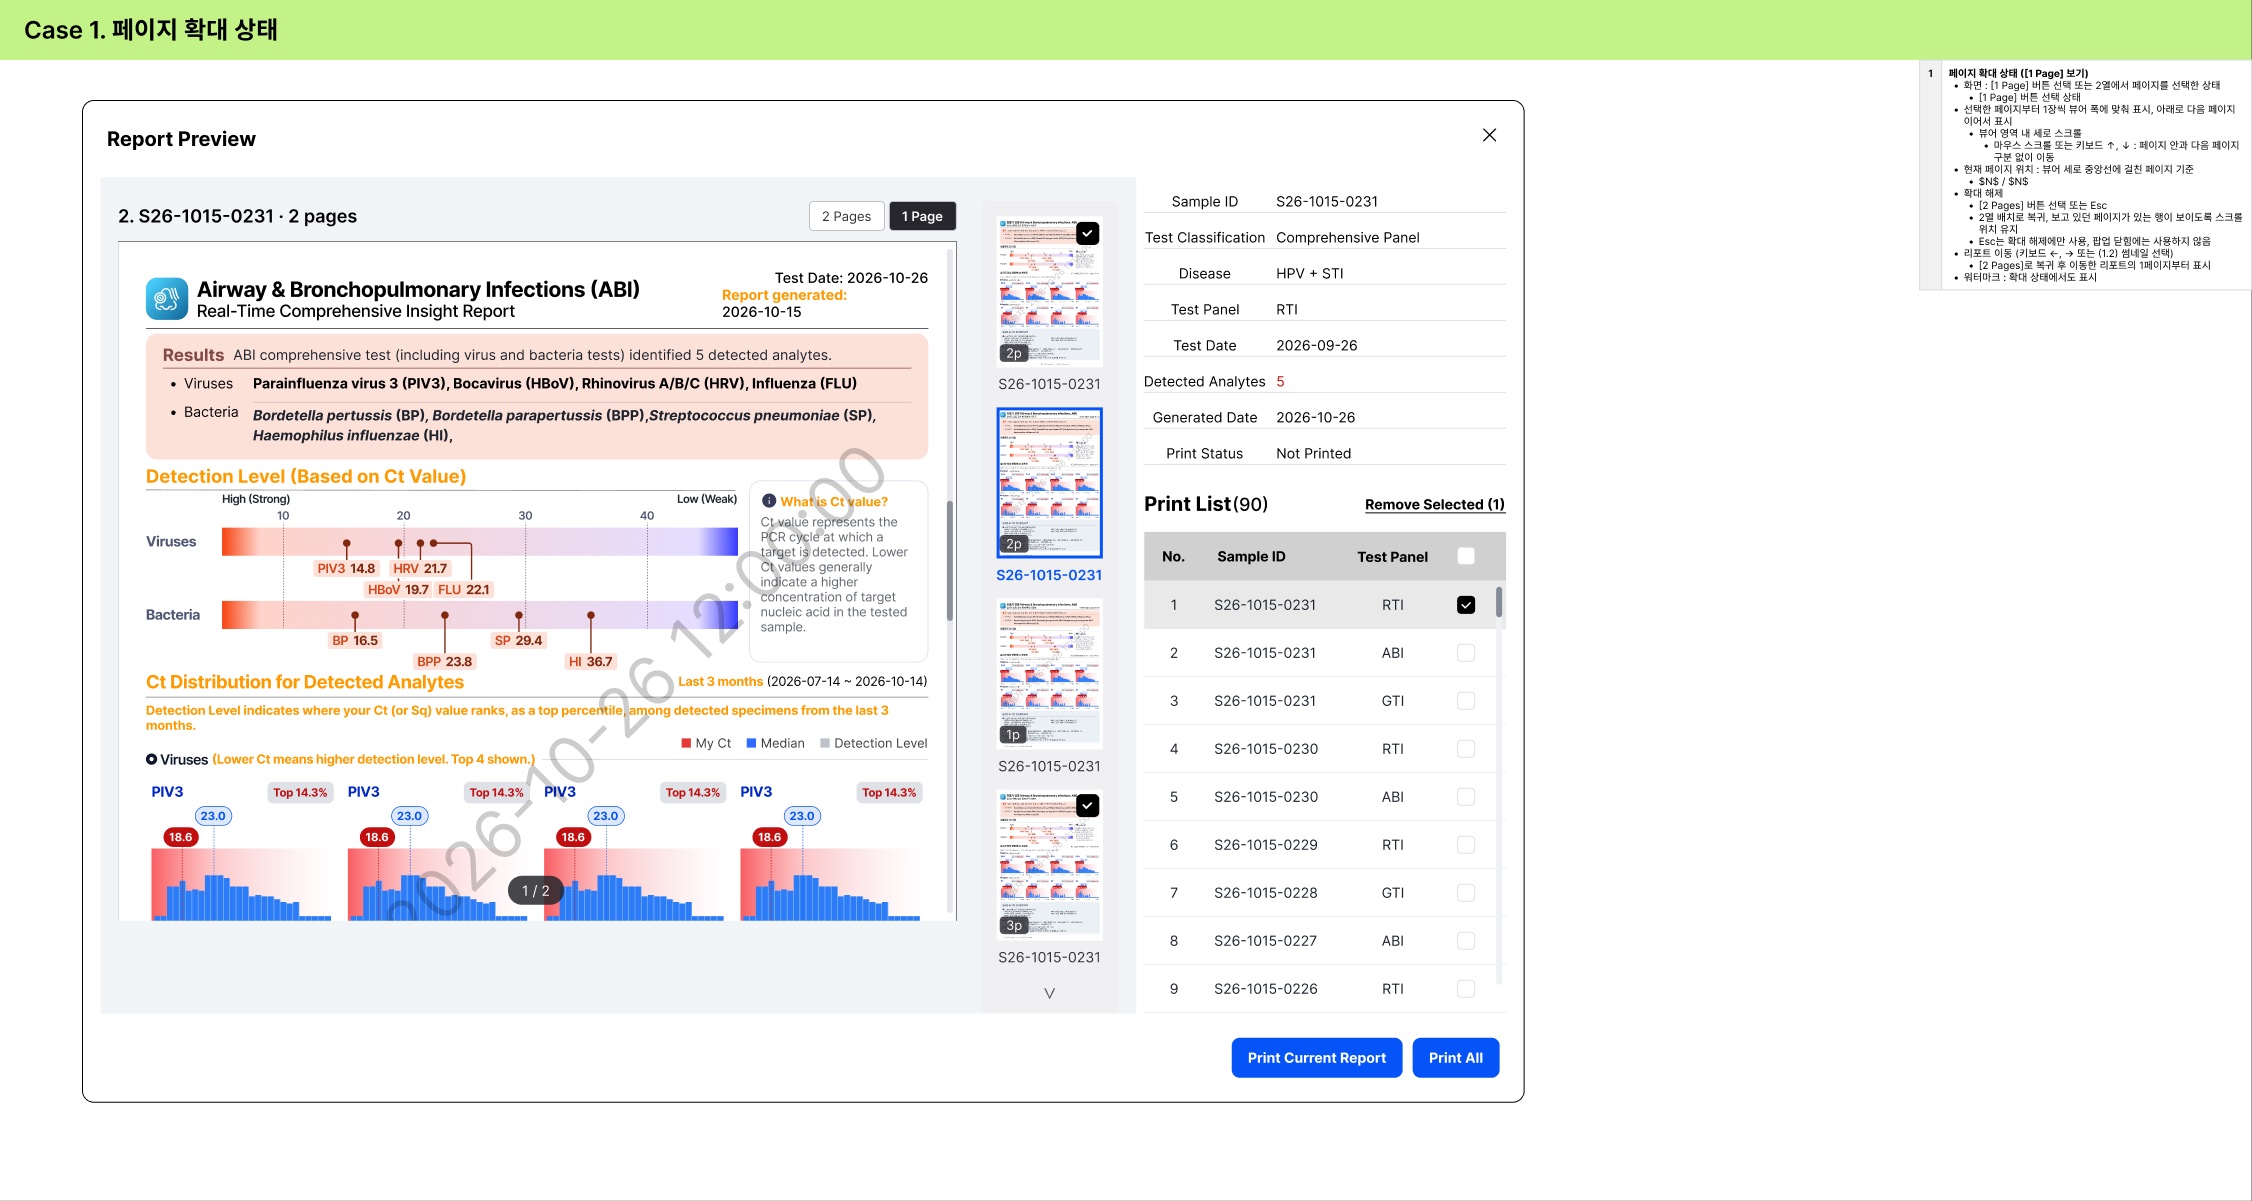 Case 1. 페이지 확대 상태
1
페이지 확대 상태 ([1 Page] 보기)
• 화면 : [1 Page] 버튼 선택 또는 2열에서 페이지를 선택한 상태
• [1 Page] 버튼 선택 상태
• 선택한 페이지부터 1장씩 뷰어 폭에 맞춰 표시, 아래로 다음 페이지
이어서 표시
• 뷰어 영역 내 세로 스크롤
• 마우스 스크롤 또는 키보드 ↑, ↓ : 페이지 안과 다음 페이지
구분 없이 이동
• 현재 페이지 위치 : 뷰어 세로 중앙선에 걸친 페이지 기준
• $N$ / $N$
• 확대 해제
• [2 Pages] 버튼 선택 또는 Esc
• 2열 배치로 복귀, 보고 있던 페이지가 있는 행이 보이도록 스크롤
위치 유지
• Esc는 확대 해제에만 사용, 팝업 닫힘에는 사용하지 않음
• 리포트 이동 (키보드 ←, → 또는 (1.2) 썸네일 선택)
• [2 Pages]로 복귀 후 이동한 리포트의 1페이지부터 표시
• 워터마크 : 확대 상태에서도 표시
Report Preview
2. S26-1015-0231 · 2 pages
2 Pages
1 Page
Airway & Bronchopulmonary Infections (ABI)
Real-Time Comprehensive Insight Report
Test Date: 2026-10-26
Report generated:
2026-10-15
Results ABI comprehensive test (including virus and bacteria tests) identified 5 detected analytes.
• Viruses Parainfluenza virus 3 (PIV3), Bocavirus (HBoV), Rhinovirus A/B/C (HRV), Influenza (FLU)
• Bacteria Bordetella pertussis (BP), Bordetella parapertussis (BPP),Streptococcus pneumoniae (SP),
Haemophilus influenzae (HI),
Detection Level (Based on Ct Value)
High (Strong) Low (Weak)
10 20 30 40
Viruses
PIV3 14.8 HRV 21.7
HBoV 19.7 FLU 22.1
Bacteria
BP 16.5 SP 29.4
BPP 23.8 HI 36.7
What is Ct value?
Ct value represents the
PCR cycle at which a
target is detected. Lower
Ct values generally
indicate a higher
concentration of target
nucleic acid in the tested
sample.
Ct Distribution for Detected Analytes
Last 3 months (2026-07-14 ~ 2026-10-14)
Detection Level indicates where your Ct (or Sq) value ranks, as a top percentile, among detected specimens from the last 3
months.
My Ct Median Detection Level
Viruses (Lower Ct means higher detection level. Top 4 shown.)
PIV3 Top 14.3% PIV3 Top 14.3% PIV3 Top 14.3% PIV3 Top 14.3%
23.0 23.0 23.0 23.0
18.6 18.6 18.6 18.6
2026-10-26 12:00:00
1 / 2
2p
S26-1015-0231
2p
S26-1015-0231
1p
S26-1015-0231
3p
S26-1015-0231
Sample ID S26-1015-0231
Test Classification Comprehensive Panel
Disease HPV + STI
Test Panel RTI
Test Date 2026-09-26
Detected Analytes 5
Generated Date 2026-10-26
Print Status Not Printed
Print List(90)
Remove Selected (1)
No. Sample ID Test Panel
1 S26-1015-0231 RTI
2 S26-1015-0231 ABI
3 S26-1015-0231 GTI
4 S26-1015-0230 RTI
5 S26-1015-0230 ABI
6 S26-1015-0229 RTI
7 S26-1015-0228 GTI
8 S26-1015-0227 ABI
9 S26-1015-0226 RTI
Print Current Report
Print All